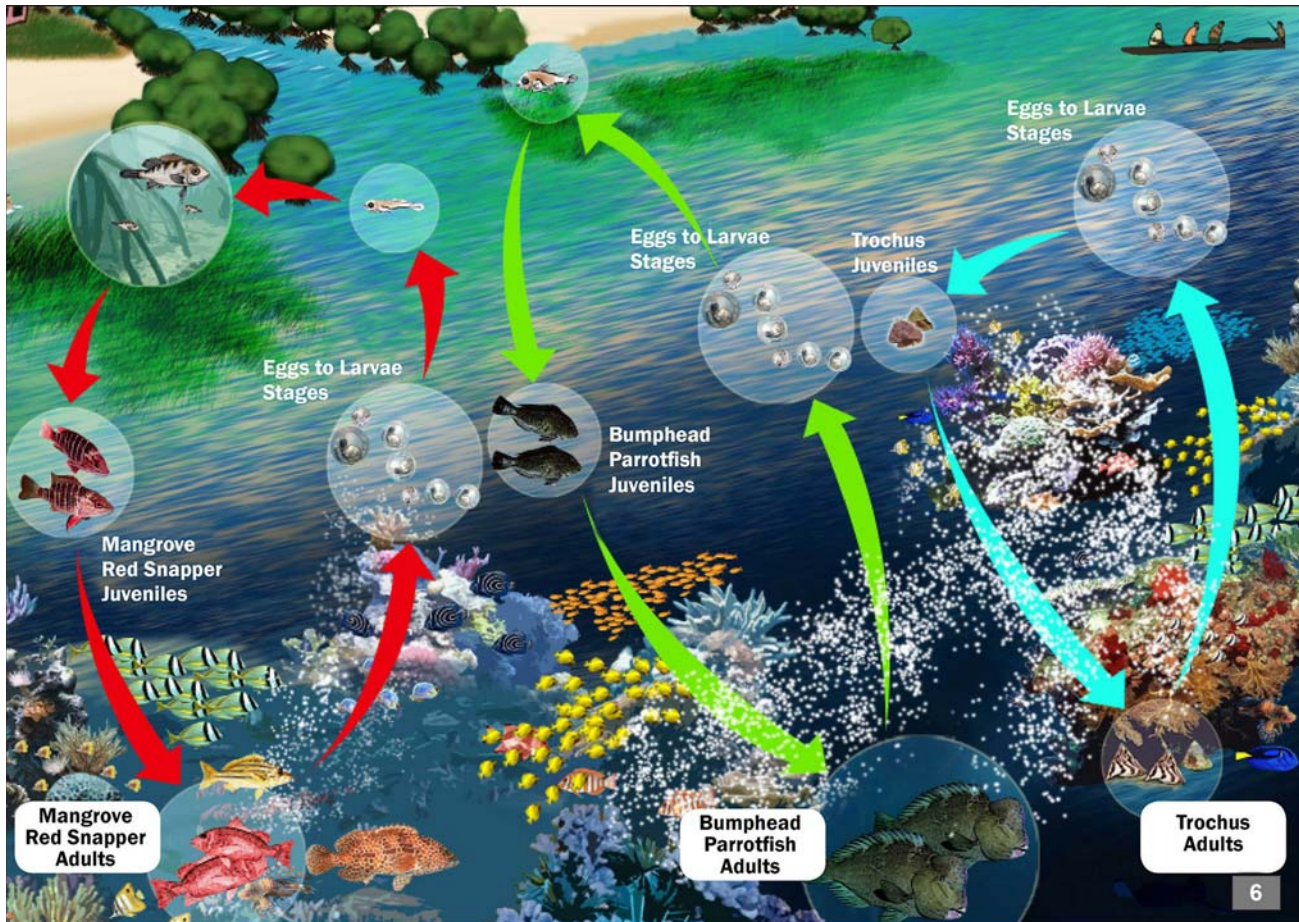 Eggs to Larvae
Stages
Eggs to Larvae
Stages
Trochus
Juveniles
Eggs to Larvae
Stages
Bumphead
Parrotfish
Juveniles
Mangrove
Red Snapper
Juveniles
Mangrove
Red Snapper
Adults
Bumphead
Parrotfish
Adults
Trochus
Adults
6